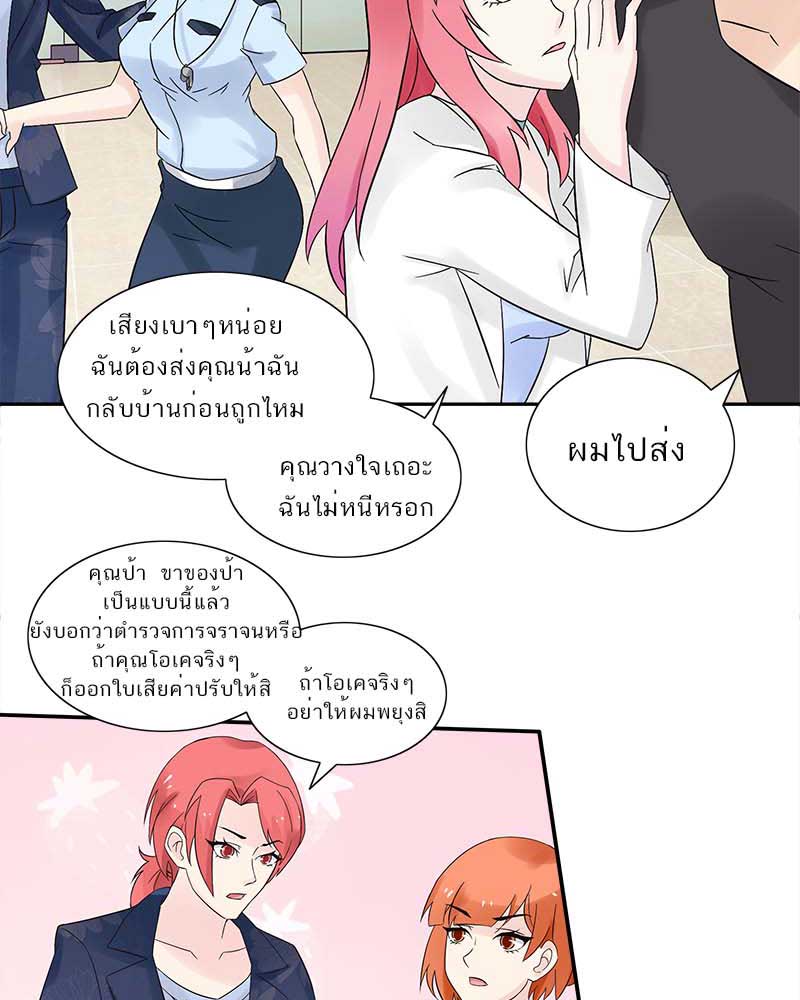 เสียงเบาๆหน่อย
ฉันต้องส่งคุณน้าฉัน
กลับบ้านก่อนถูกไหม
คุณวางใจเถอะ
ฉันไม่หนีหรอก
ผมไปส่ง
คุณป้า ขาของป้า
เป็นแบบนี้แล้ว
ยังบอกว่าตำรวจการจราจนหรือ
ถ้าคุณโอเคจริงๆ
ก็ออกใบเสียค่าปรับให้สิ
ถ้าโอเคจริงๆ
อย่าให้ผมพยุงสิ